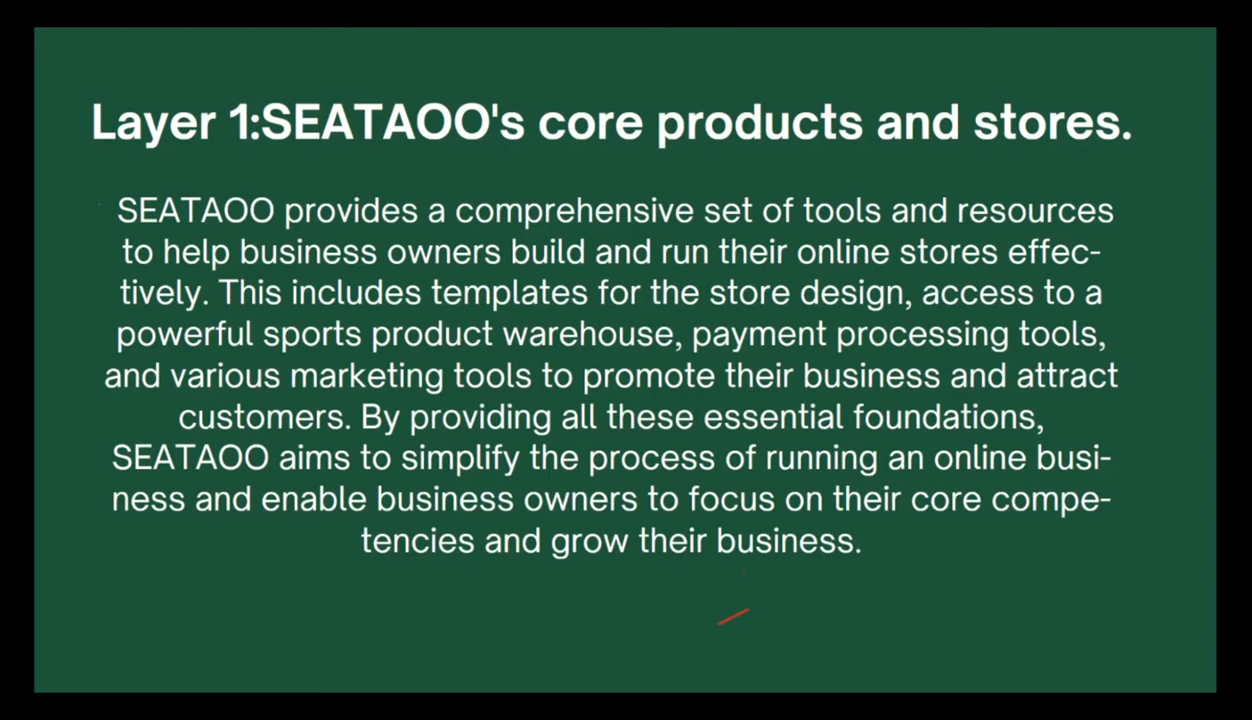 Layer 1:SEATAOO's core products and stores.
SEATAOO provides a comprehensive set of tools and resources
to help business owners build and run their online stores effec-
tively. This includes templates for the store design, access to a
powerful sports product warehouse, payment processing tools,
and various marketing tools to promote their business and attract
customers. By providing all these essential foundations,
SEATAOO aims to simplify the process of running an online busi-
ness and enable business owners to focus on their core compe-
tencies and grow their business.